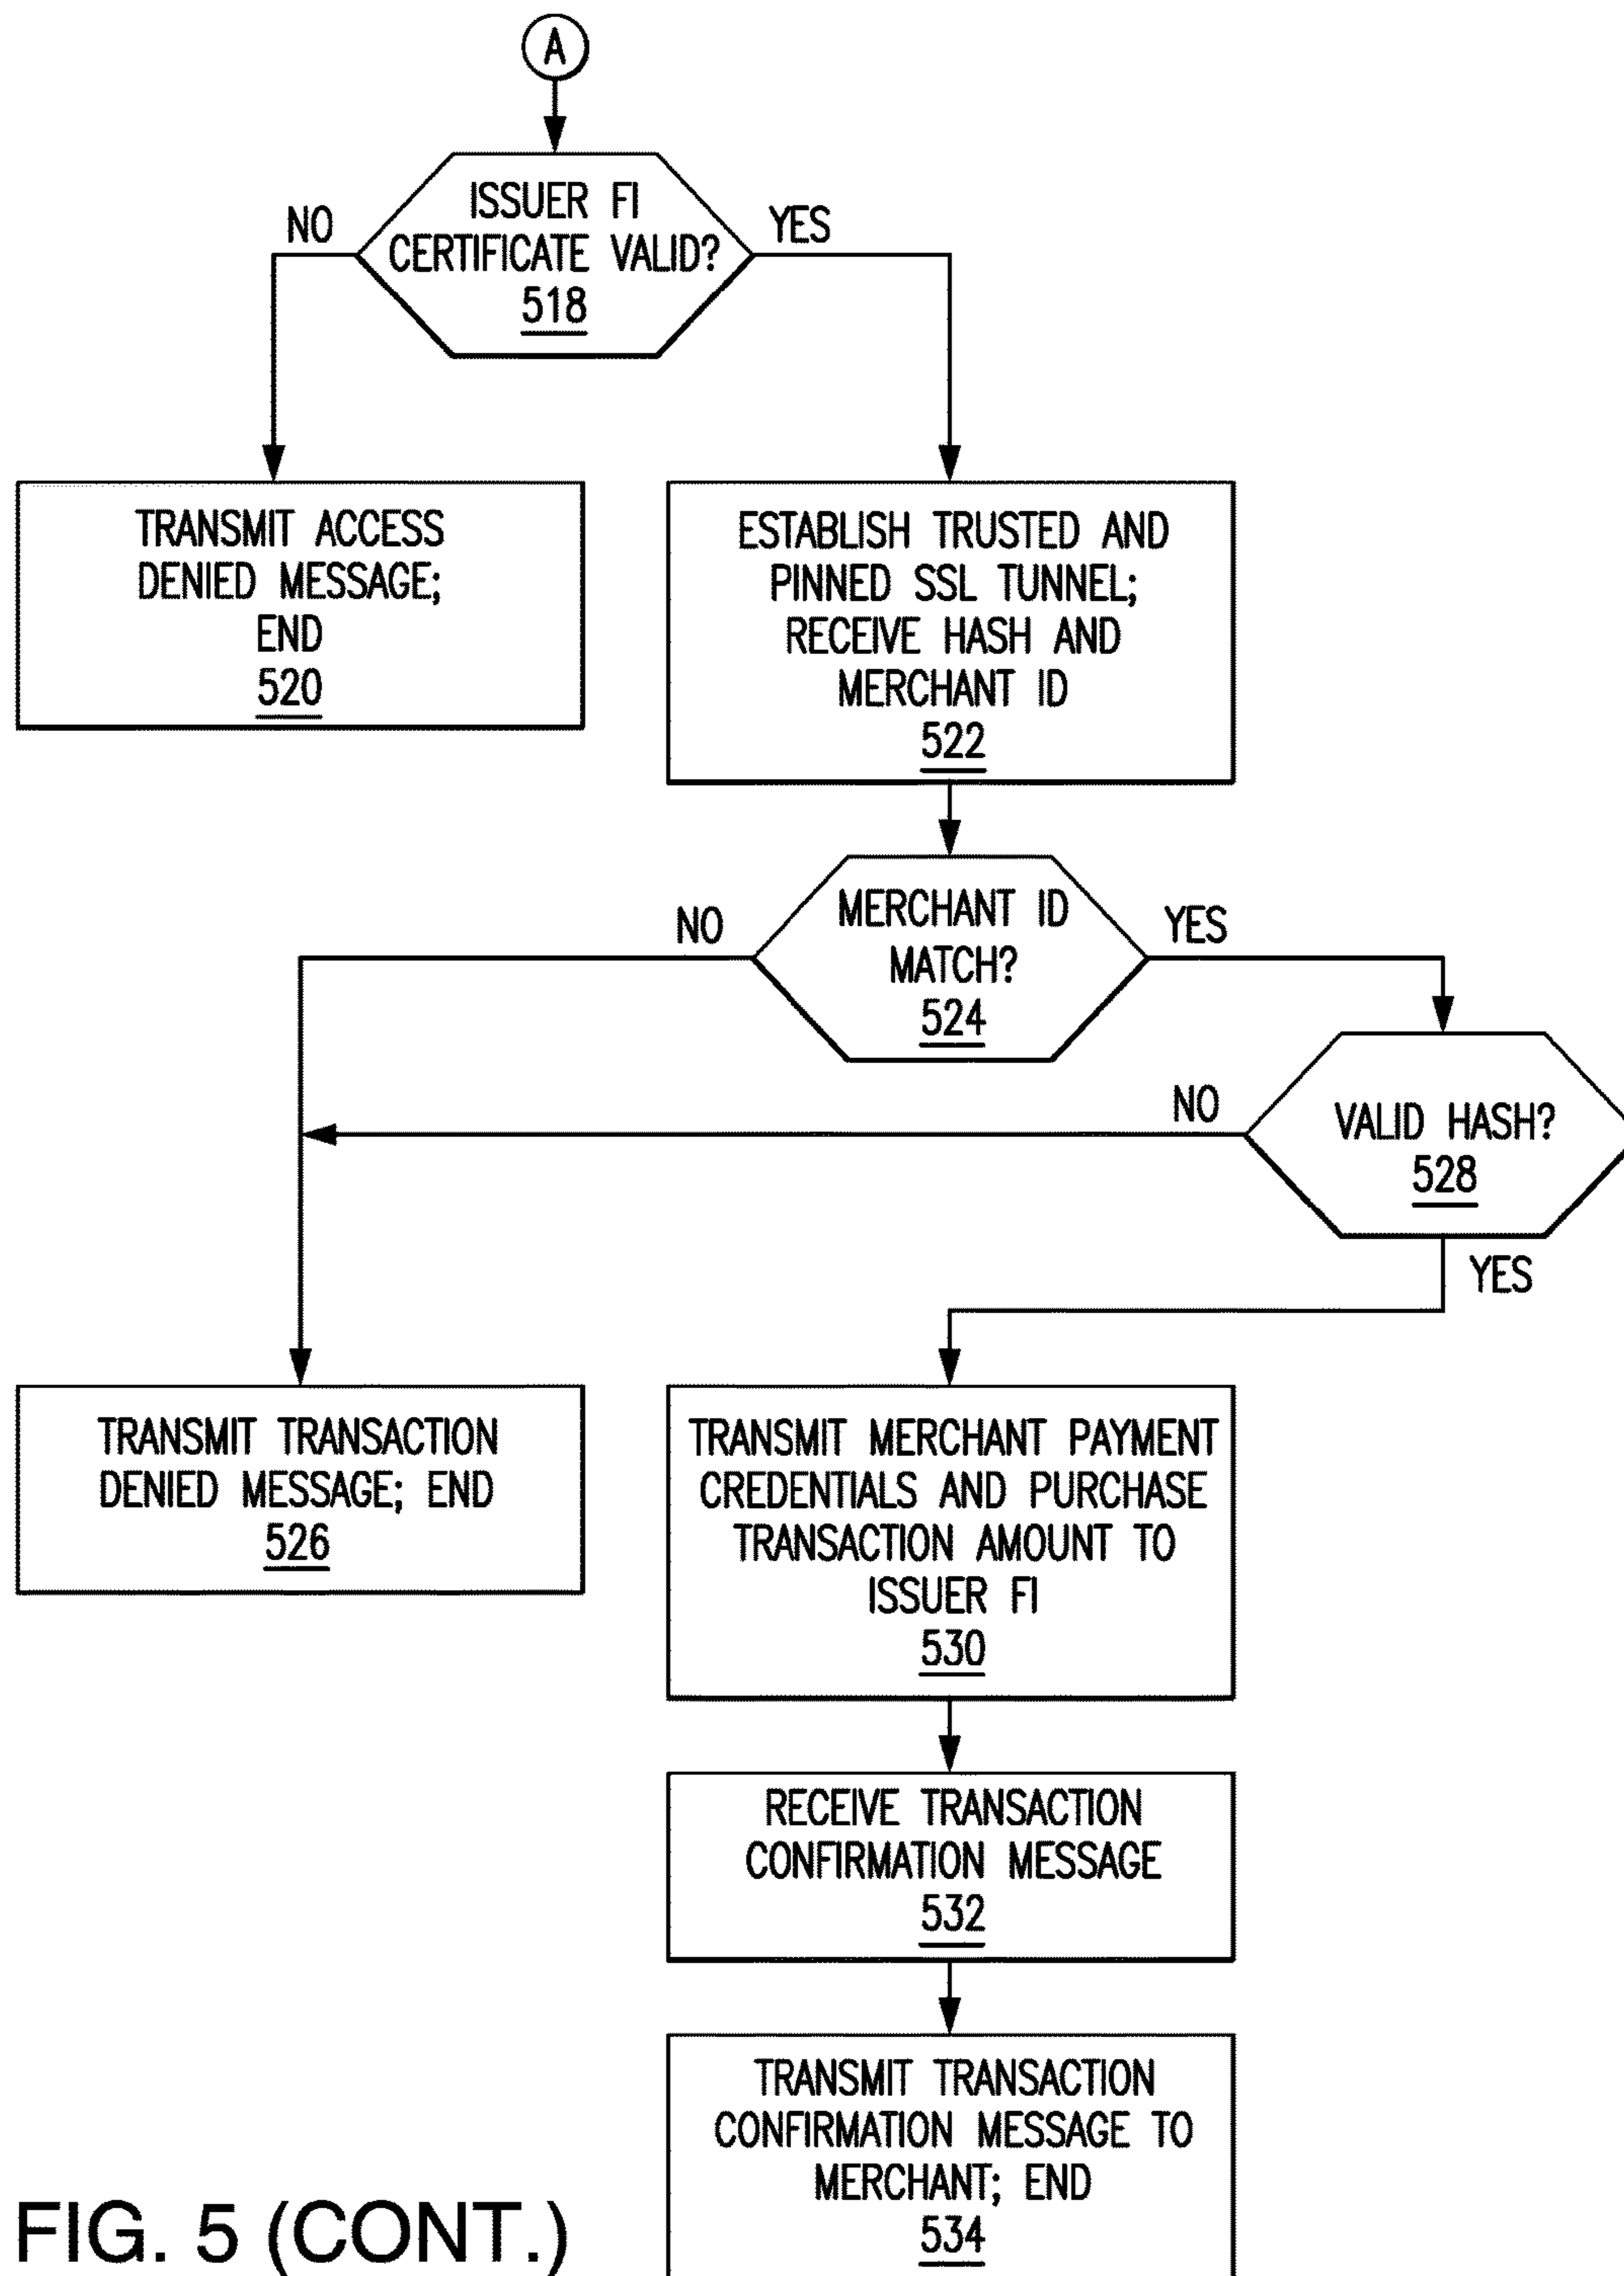 A
ISSUER FI
CERTIFICATE VALID?
518
NO
YES
TRANSMIT ACCESS
DENIED MESSAGE;
END
520
ESTABLISH TRUSTED AND
PINNED SSL TUNNEL;
RECEIVE HASH AND
MERCHANT ID
522
MERCHANT ID
MATCH?
524
NO
YES
VALID HASH?
528
NO
YES
TRANSMIT TRANSACTION
DENIED MESSAGE; END
526
TRANSMIT MERCHANT PAYMENT
CREDENTIALS AND PURCHASE
TRANSACTION AMOUNT TO
ISSUER FI
530
RECEIVE TRANSACTION
CONFIRMATION MESSAGE
532
TRANSMIT TRANSACTION
CONFIRMATION MESSAGE TO
MERCHANT; END
534
FIG. 5 (CONT.)